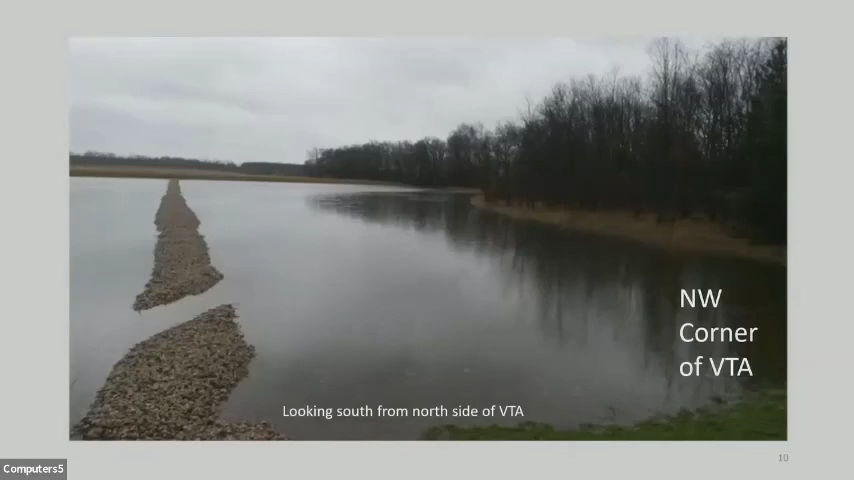 NW
Corner
of VTA
Looking south from north side of VTA
10
Computers5